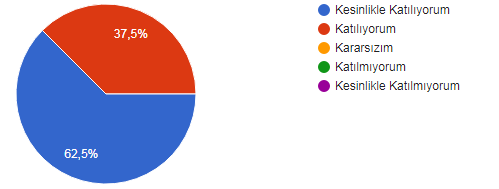 37,5%
62,5%
Kesinlikle Katılıyorum
Katılıyorum
Kararsızım
Katılmıyorum
Kesinlikle Katılmıyorum